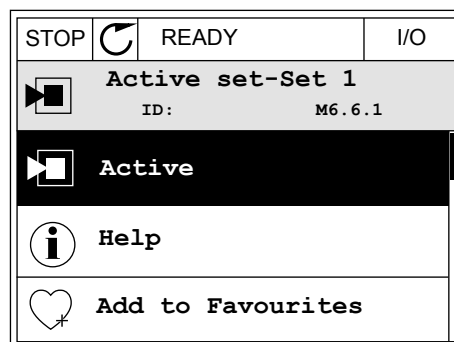 STOP READY I/O
Active set-Set 1
ID: M6.6.1
Active
Help
Add to Favourites